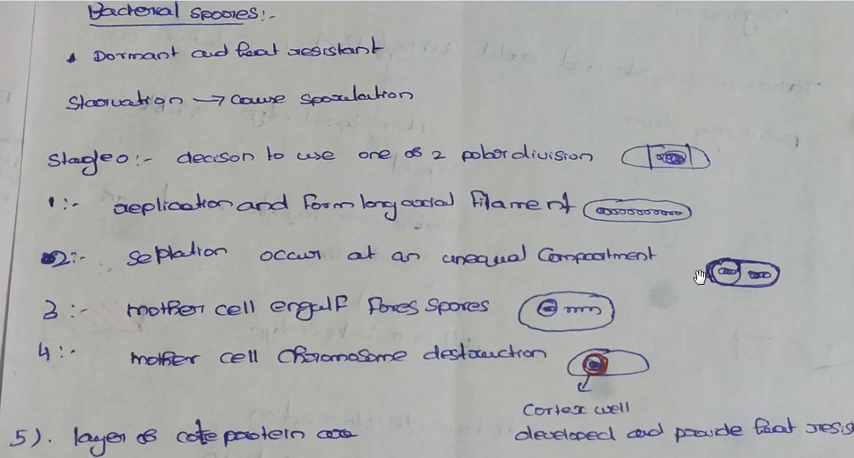 Bacterial spores:-
Dormant and heat resistant
Starvation → cause sporulation
Stage 0:- decison to use one of 2 polar division
1:- replication and form long axial filament
2:- septation occur at an unequal compartment
3:- mother cell engulf fores spores
4:- mother cell chromosome destruction
cortex well
developed and provide heat resis
5). layer of cote protein are